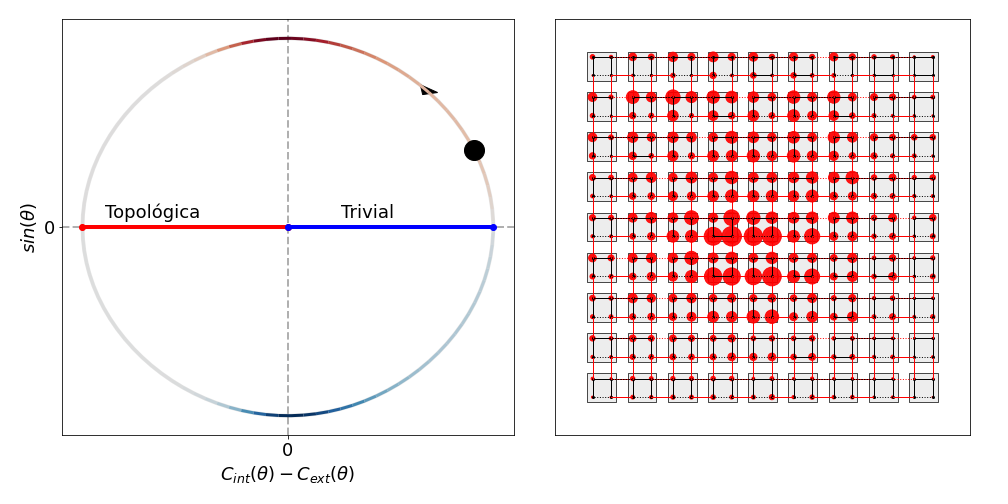 Topológica
Trivial
0
sin(θ)
0
C_int(θ) − C_ext(θ)